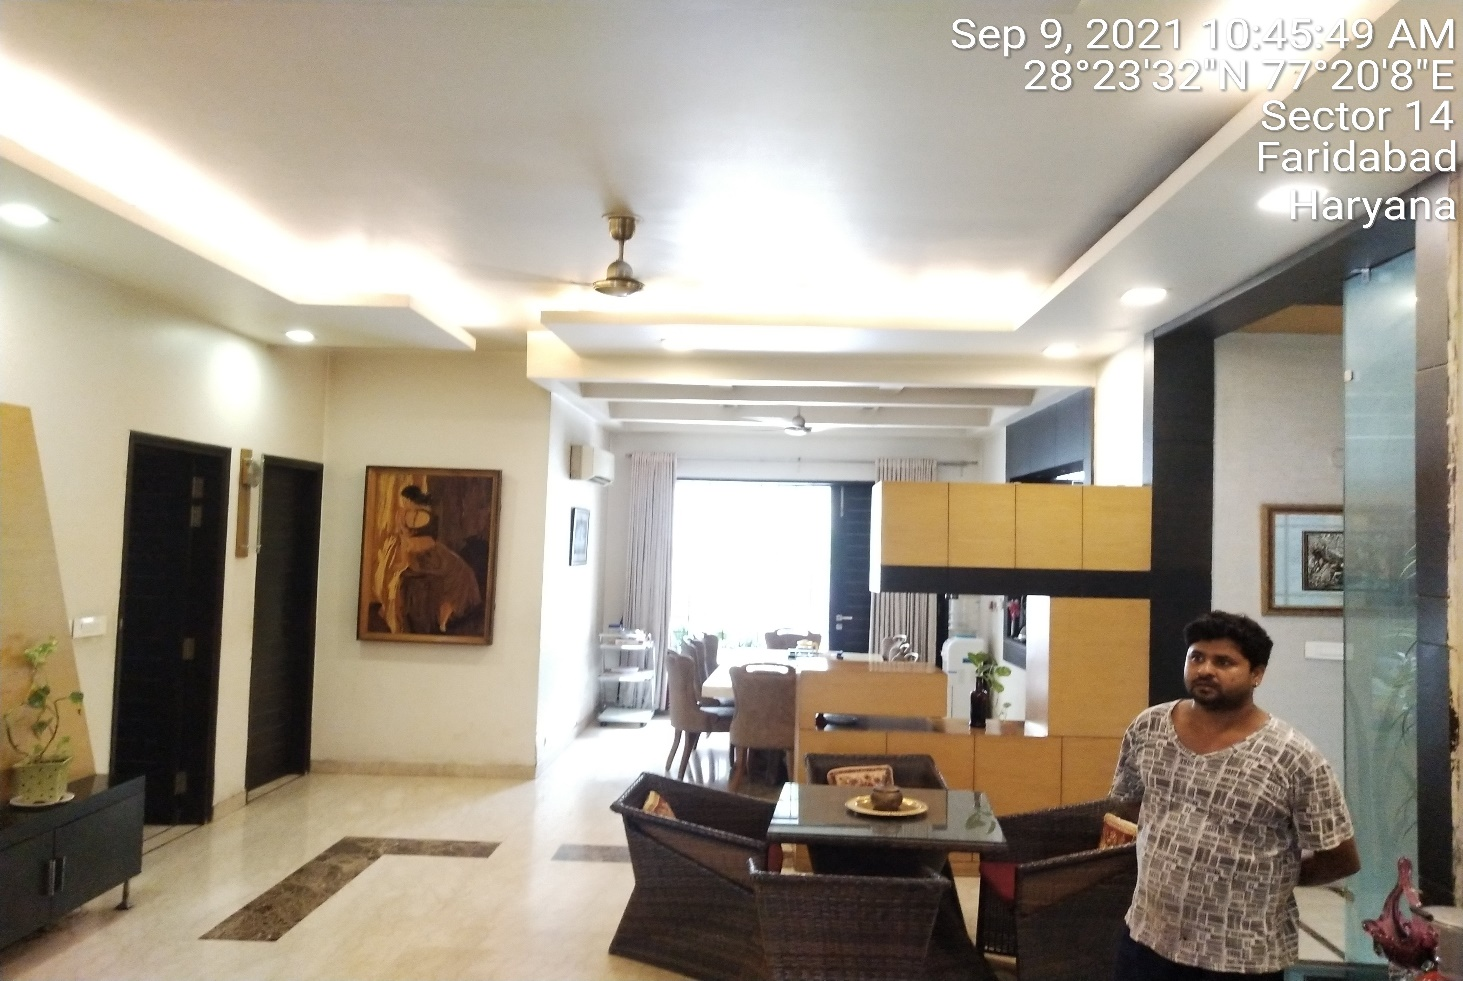 Sep 9, 2021 10:45:49 AM
28°23'32"N 77°20'8"E
Sector 14
Faridabad
Haryana